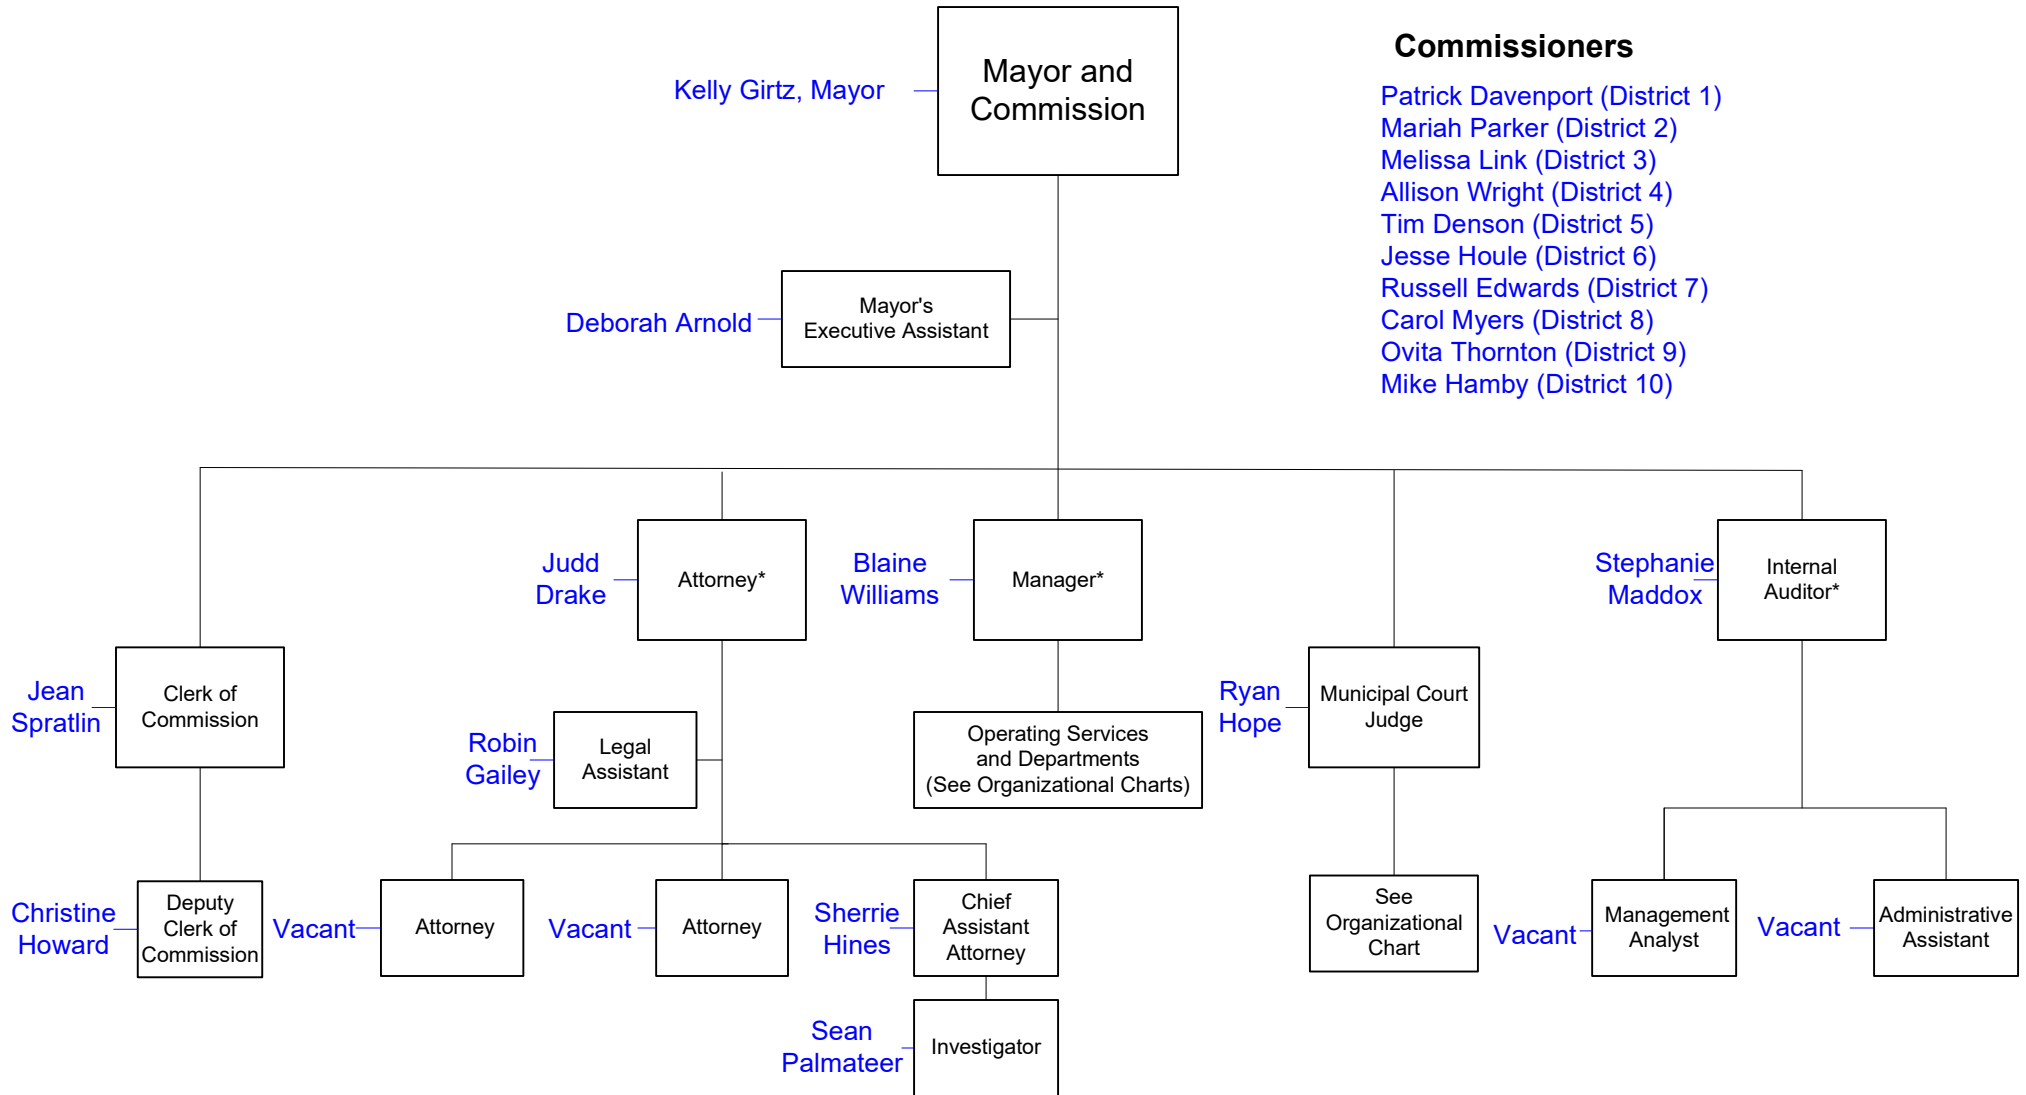 Mayor and
Commission
Kelly Girtz, Mayor
Commissioners
Patrick Davenport (District 1)
Mariah Parker (District 2)
Melissa Link (District 3)
Allison Wright (District 4)
Tim Denson (District 5)
Jesse Houle (District 6)
Russell Edwards (District 7)
Carol Myers (District 8)
Ovita Thornton (District 9)
Mike Hamby (District 10)
Deborah Arnold
Mayor's
Executive Assistant
Judd
Drake
Attorney*
Blaine
Williams
Manager*
Stephanie
Maddox
Internal
Auditor*
Jean
Spratlin
Clerk of
Commission
Robin
Gailey
Legal
Assistant
Operating Services
and Departments
(See Organizational Charts)
Ryan
Hope
Municipal Court
Judge
Christine
Howard
Deputy
Clerk of
Commission
Vacant
Attorney
Vacant
Attorney
Sherrie
Hines
Chief
Assistant
Attorney
See
Organizational
Chart
Vacant
Management
Analyst
Vacant
Administrative
Assistant
Sean
Palmateer
Investigator